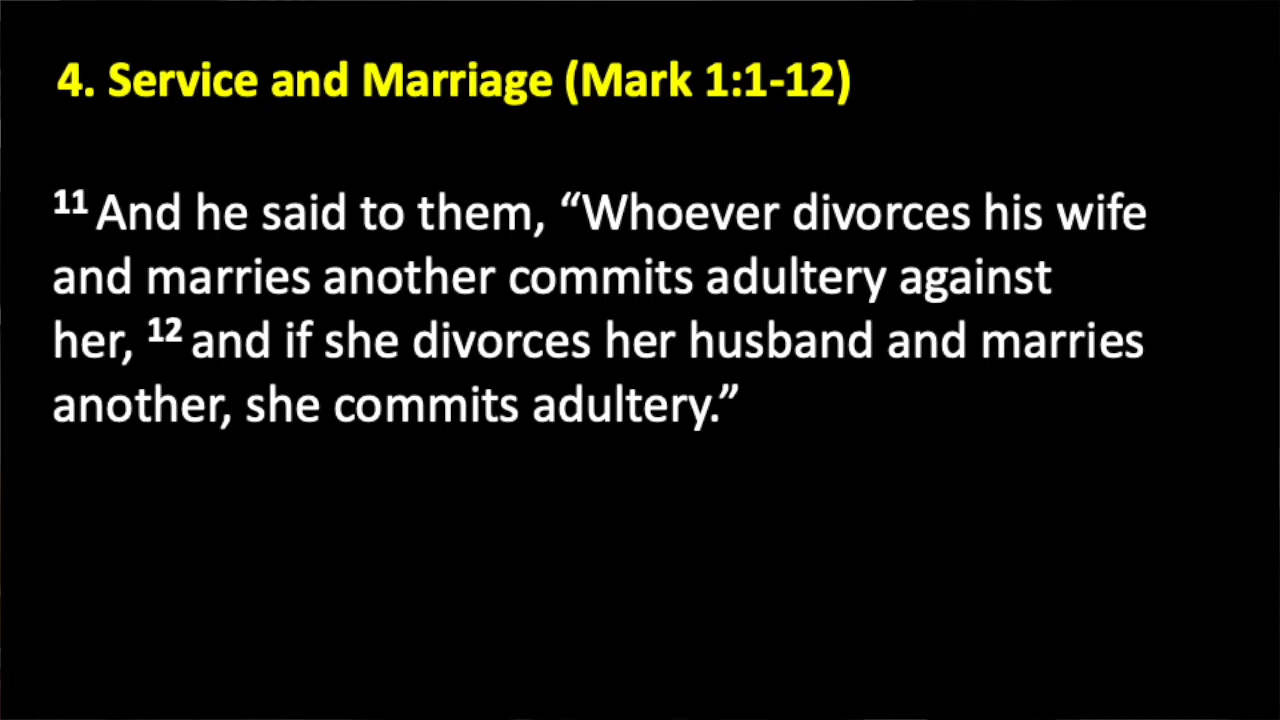 4. Service and Marriage (Mark 1:1-12)
11 And he said to them, “Whoever divorces his wife
and marries another commits adultery against
her, 12 and if she divorces her husband and marries
another, she commits adultery.”